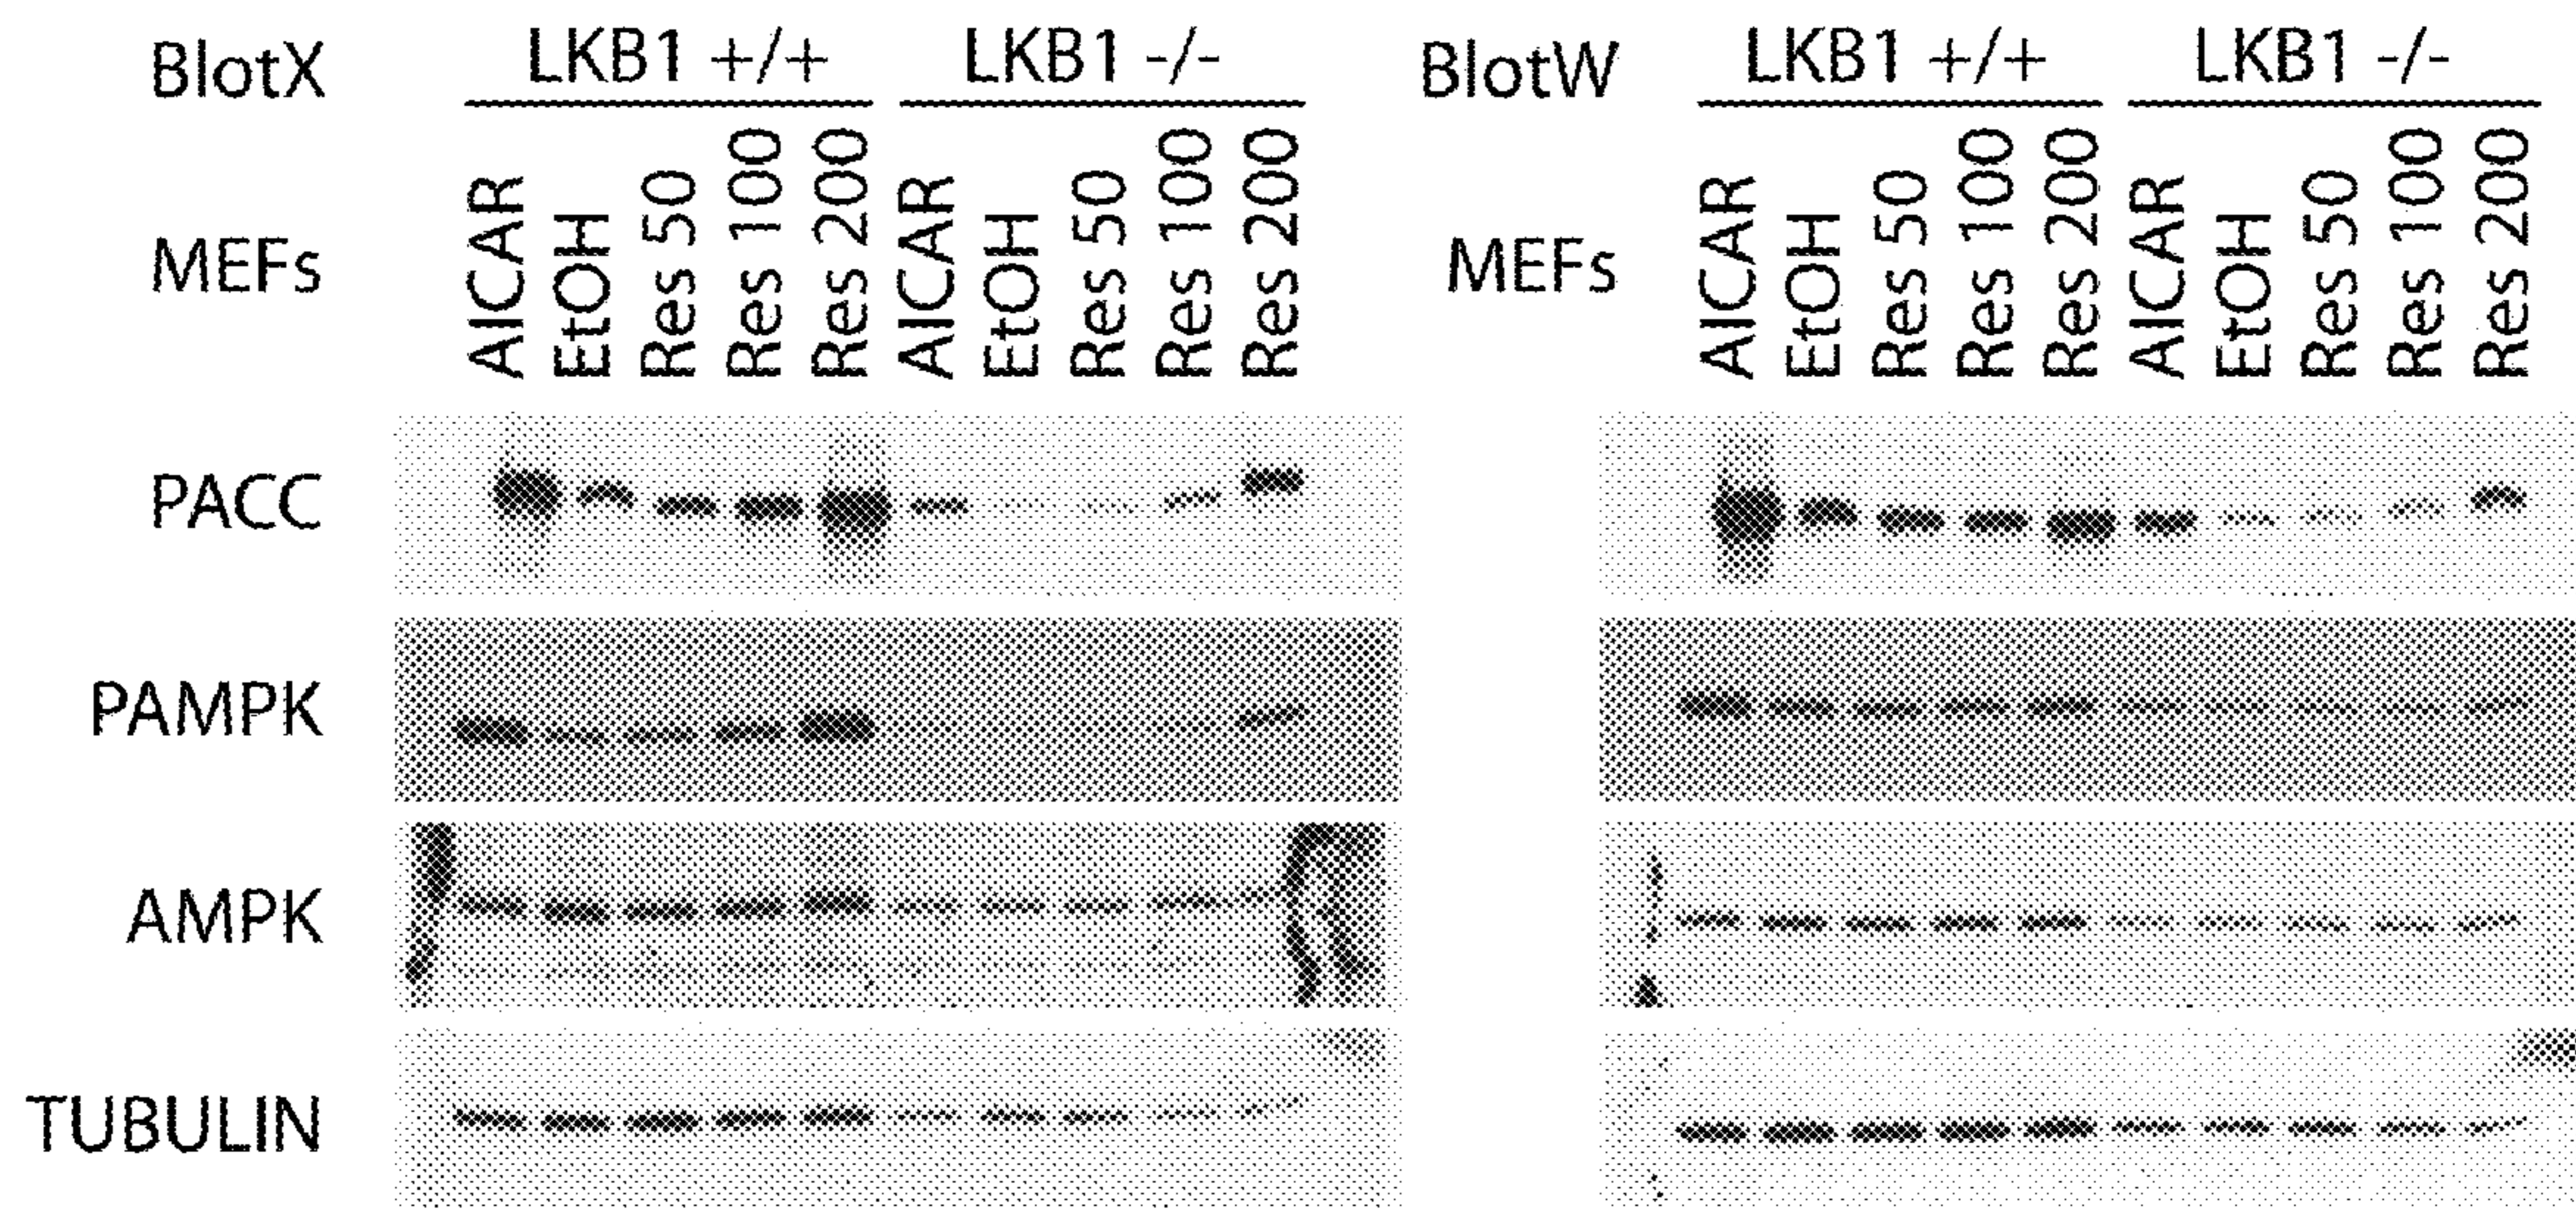 BlotX LKB1 +/+ LKB1 -/- BlotW LKB1 +/+ LKB1 -/-
MEFs AICAR EtOH Res 50 Res 100 Res 200 AICAR EtOH Res 50 Res 100 Res 200 MEFs AICAR EtOH Res 50 Res 100 Res 200 AICAR EtOH Res 50 Res 100 Res 200
PACC
PAMPK
AMPK
TUBULIN